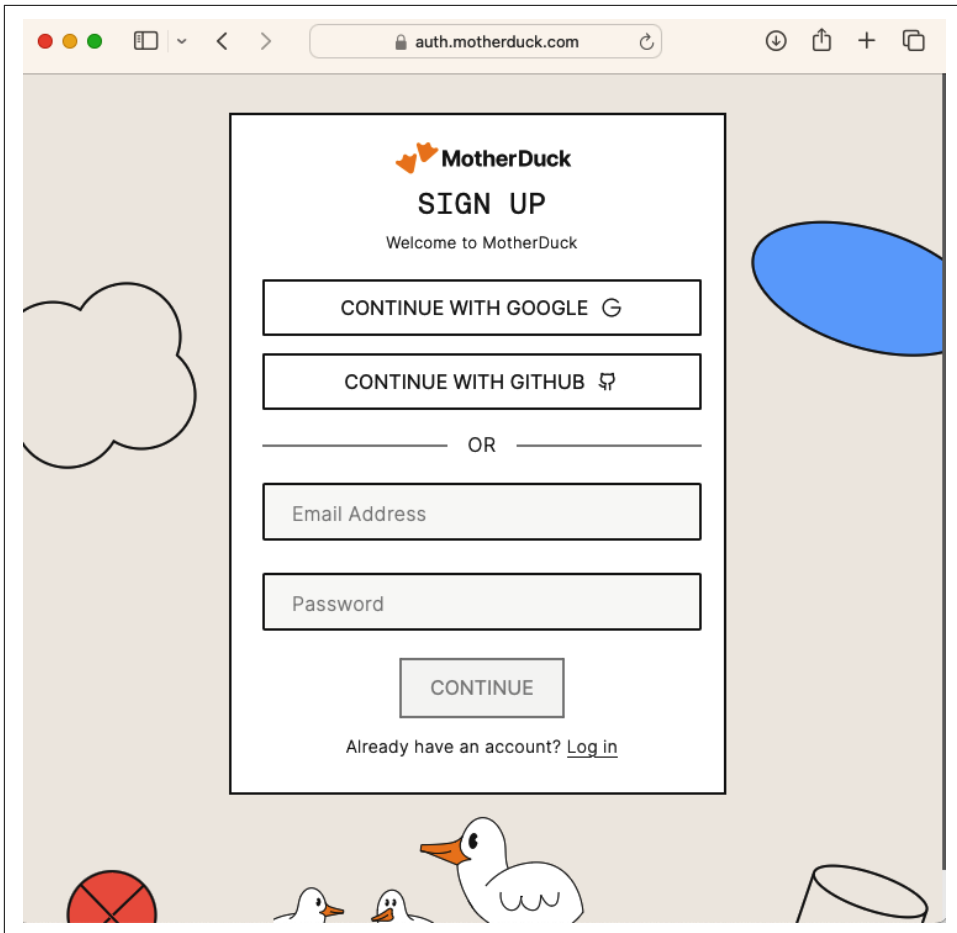 auth.motherduck.com
MotherDuck
SIGN UP
Welcome to MotherDuck
CONTINUE WITH GOOGLE
CONTINUE WITH GITHUB
OR
Email Address
Password
CONTINUE
Already have an account? Log in